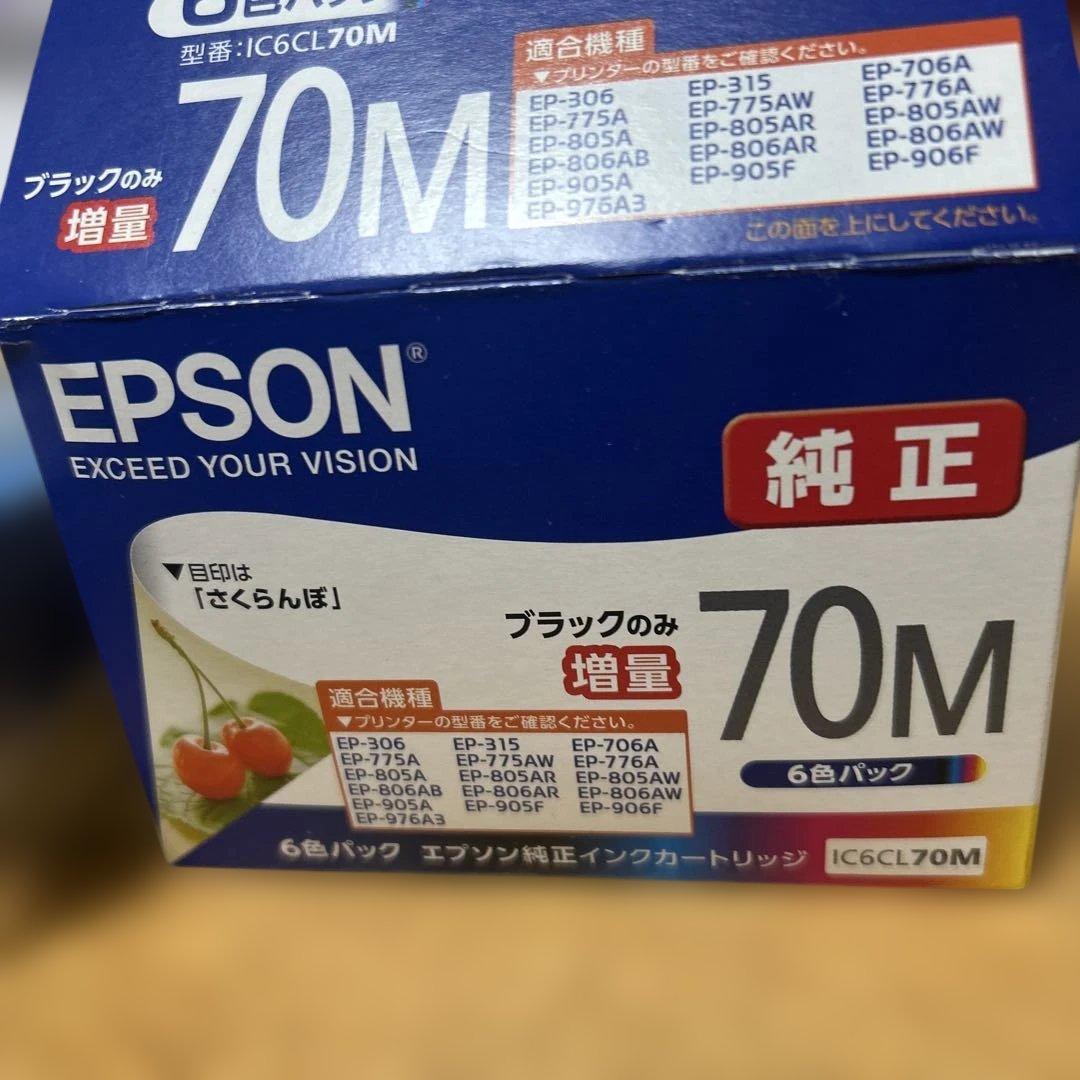 6色パック
型番:IC6CL70M
ブラックのみ
増量
70M
適合機種
▼プリンターの型番をご確認ください。
EP-306 EP-315 EP-706A
EP-775A EP-775AW EP-776A
EP-805A EP-805AR EP-805AW
EP-806AB EP-806AR EP-806AW
EP-905A EP-905F EP-906F
EP-976A3
この面を上にしてください。
EPSON®
EXCEED YOUR VISION
純正
▼目印は
「さくらんぼ」
ブラックのみ
増量
70M
6色パック
適合機種
▼プリンターの型番をご確認ください。
EP-306 EP-315 EP-706A
EP-775A EP-775AW EP-776A
EP-805A EP-805AR EP-805AW
EP-806AB EP-806AR EP-806AW
EP-905A EP-905F EP-906F
EP-976A3
6色パック エプソン純正インクカートリッジ IC6CL70M